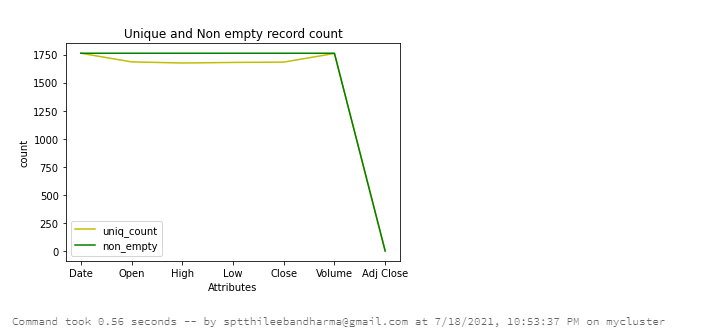 Unique and Non empty record count
1750
1500
1250
1000
750
500
250
0
count
uniq_count
non_empty
Date Open High Low Close Volume Adj Close
Attributes
Command took 0.56 seconds -- by sptthileebandharma@gmail.com at 7/18/2021, 10:53:37 PM on mycluster